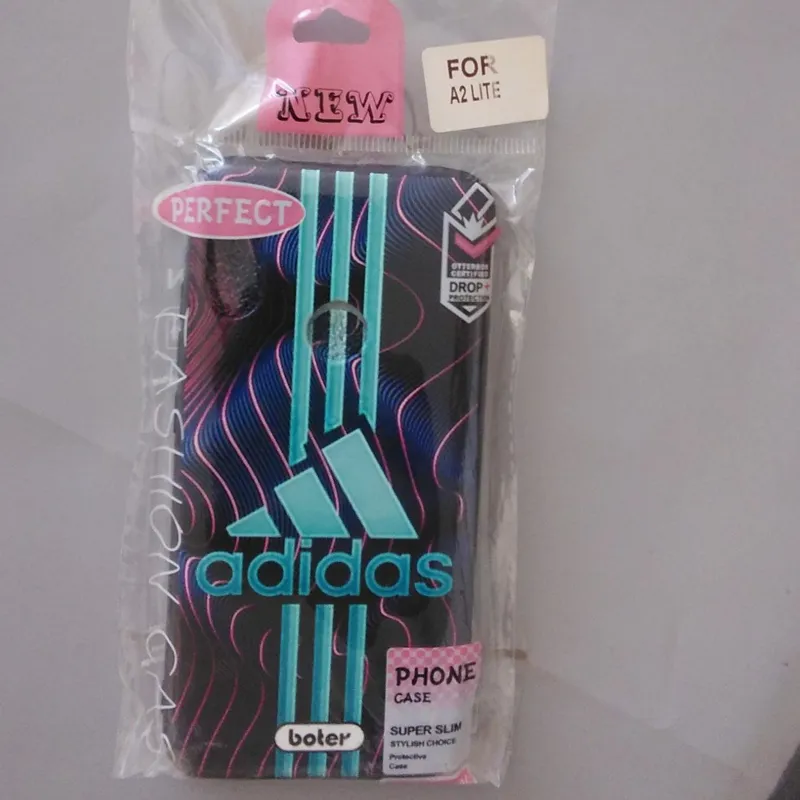 NEW
FOR
A2 LITE
PERFECT
OTTERBOX
CERTIFIED
DROP+
PROTECTION
FASHION CAS
adidas
PHONE
CASE
SUPER SLIM
STYLISH CHOICE
Protective
Case
boter